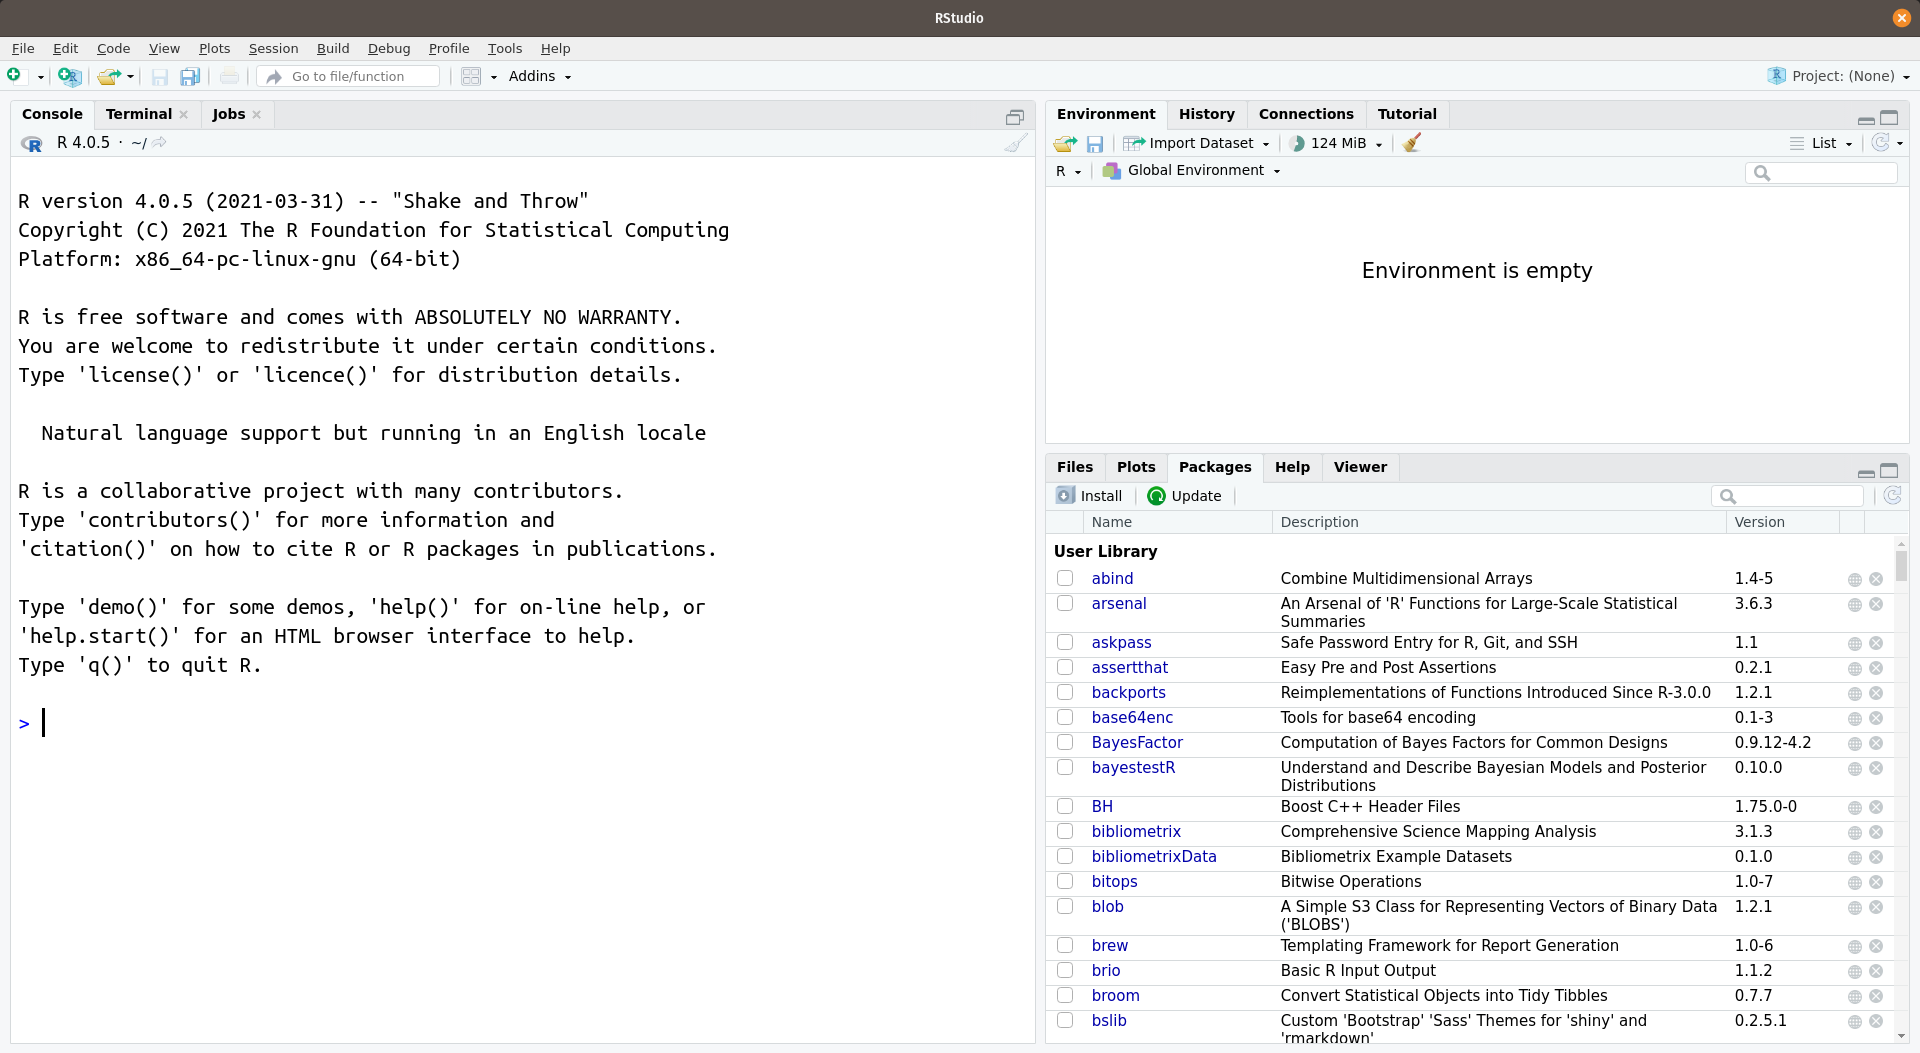 RStudio
File Edit Code View Plots Session Build Debug Profile Tools Help
Go to file/function Addins Project: (None)
Console Terminal Jobs
R 4.0.5 · ~/
R version 4.0.5 (2021-03-31) -- "Shake and Throw"
Copyright (C) 2021 The R Foundation for Statistical Computing
Platform: x86_64-pc-linux-gnu (64-bit)
R is free software and comes with ABSOLUTELY NO WARRANTY.
You are welcome to redistribute it under certain conditions.
Type 'license()' or 'licence()' for distribution details.
Natural language support but running in an English locale
R is a collaborative project with many contributors.
Type 'contributors()' for more information and
'citation()' on how to cite R or R packages in publications.
Type 'demo()' for some demos, 'help()' for on-line help, or
'help.start()' for an HTML browser interface to help.
Type 'q()' to quit R.
>
Environment History Connections Tutorial
Import Dataset 124 MiB List
R Global Environment
Environment is empty
Files Plots Packages Help Viewer
Install Update
Name Description Version
User Library
abind Combine Multidimensional Arrays 1.4-5
arsenal An Arsenal of 'R' Functions for Large-Scale Statistical 3.6.3
Summaries
askpass Safe Password Entry for R, Git, and SSH 1.1
assertthat Easy Pre and Post Assertions 0.2.1
backports Reimplementations of Functions Introduced Since R-3.0.0 1.2.1
base64enc Tools for base64 encoding 0.1-3
BayesFactor Computation of Bayes Factors for Common Designs 0.9.12-4.2
bayestestR Understand and Describe Bayesian Models and Posterior 0.10.0
Distributions
BH Boost C++ Header Files 1.75.0-0
bibliometrix Comprehensive Science Mapping Analysis 3.1.3
bibliometrixData Bibliometrix Example Datasets 0.1.0
bitops Bitwise Operations 1.0-7
blob A Simple S3 Class for Representing Vectors of Binary Data 1.2.1
('BLOBS')
brew Templating Framework for Report Generation 1.0-6
brio Basic R Input Output 1.1.2
broom Convert Statistical Objects into Tidy Tibbles 0.7.7
bslib Custom 'Bootstrap' 'Sass' Themes for 'shiny' and 0.2.5.1
'rmarkdown'